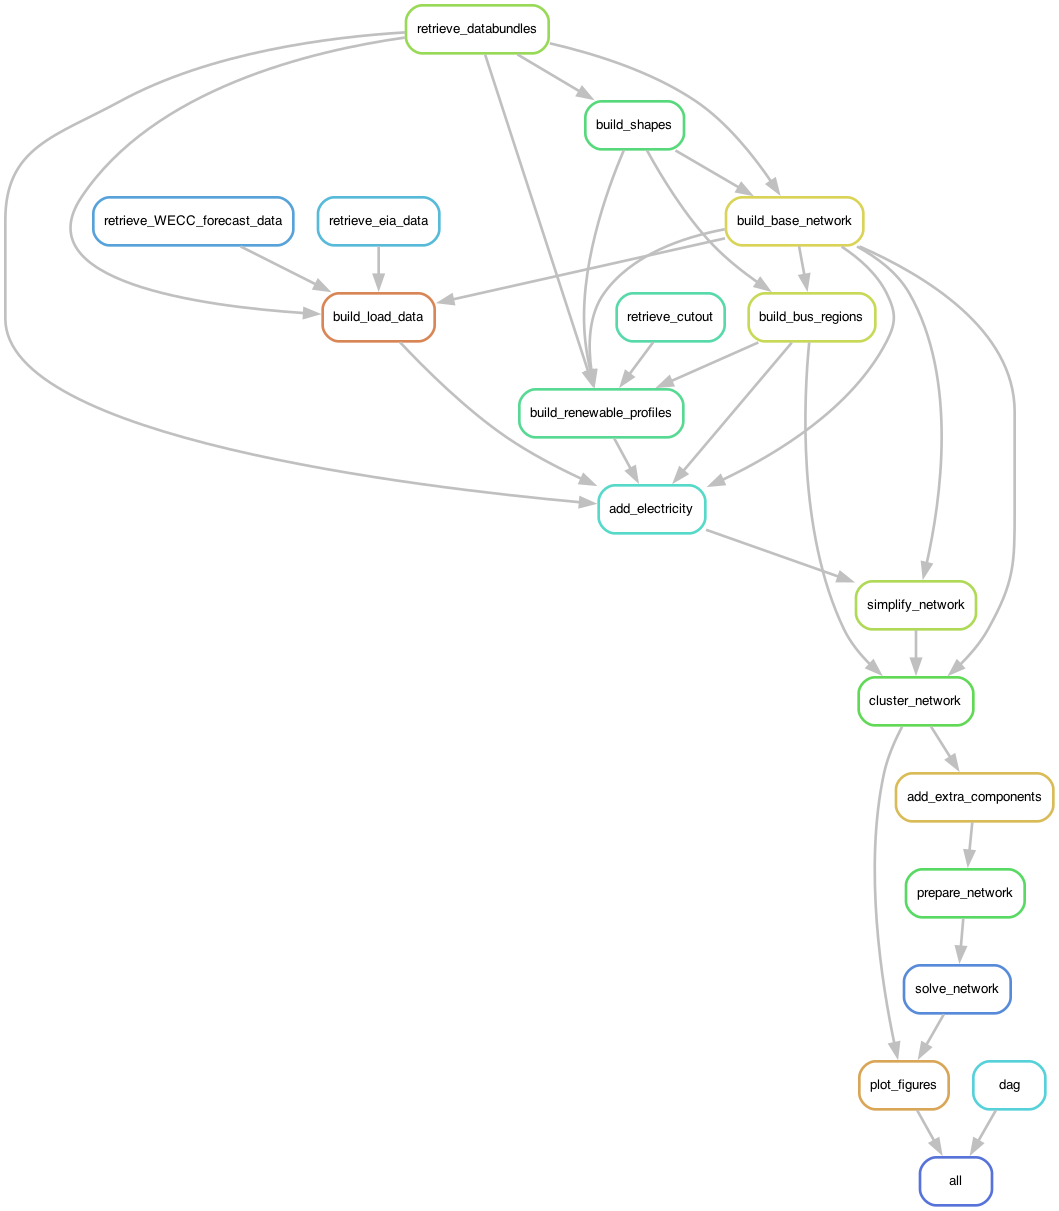 retrieve_databundles
build_shapes
retrieve_WECC_forecast_data
retrieve_eia_data
build_base_network
build_load_data
retrieve_cutout
build_bus_regions
build_renewable_profiles
add_electricity
simplify_network
cluster_network
add_extra_components
prepare_network
solve_network
plot_figures
dag
all